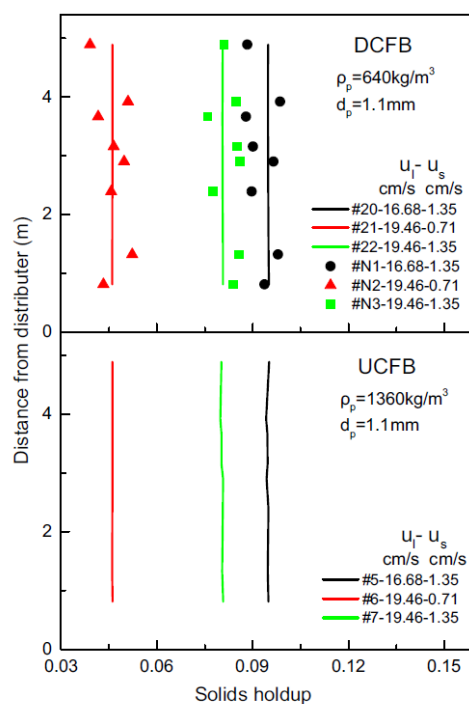 DCFB
ρp=640kg/m³
dp=1.1mm
ul- us
cm/s cm/s
#20-16.68-1.35
#21-19.46-0.71
#22-19.46-1.35
#N1-16.68-1.35
#N2-19.46-0.71
#N3-19.46-1.35
4
2
0
Distance from distributer (m)
UCFB
ρp=1360kg/m³
dp=1.1mm
ul- us
cm/s cm/s
#5-16.68-1.35
#6-19.46-0.71
#7-19.46-1.35
4
2
0
0.03 0.06 0.09 0.12 0.15
Solids holdup